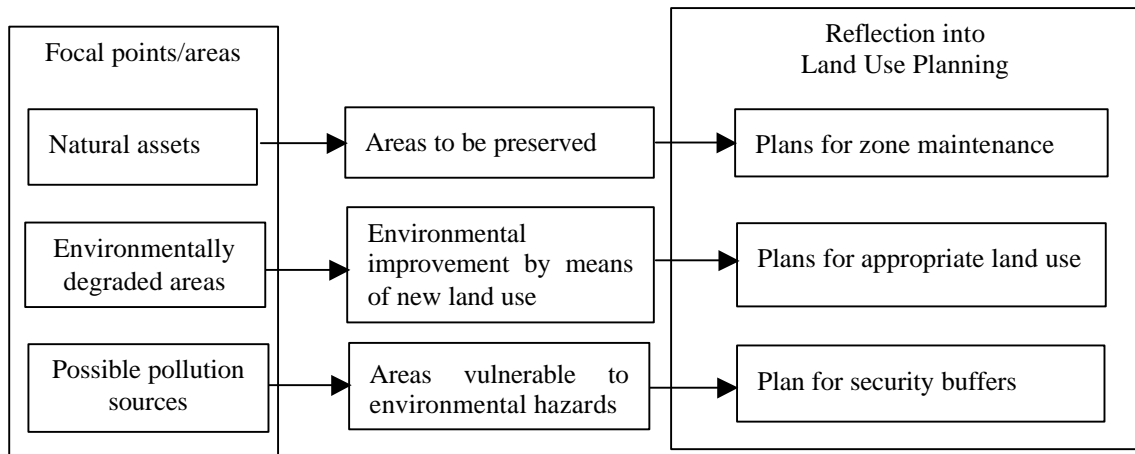 Focal points/areas
Reflection into
Land Use Planning
Natural assets
Areas to be preserved
Plans for zone maintenance
Environmentally
degraded areas
Environmental
improvement by means
of new land use
Plans for appropriate land use
Possible pollution
sources
Areas vulnerable to
environmental hazards
Plan for security buffers